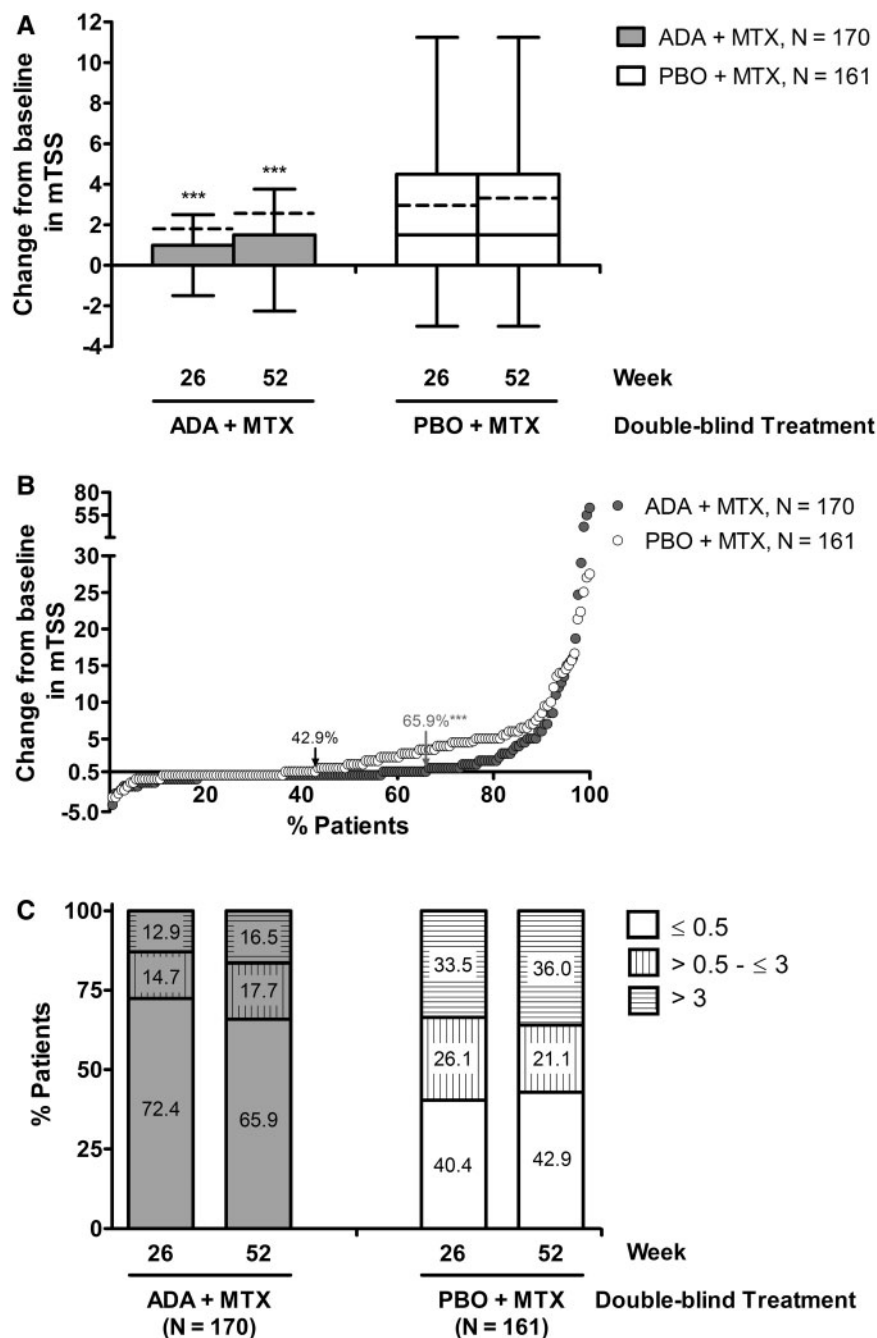 A
Change from baseline
in mTSS
12
10
8
6
4
2
0
-2
-4
***
***
ADA + MTX, N = 170
PBO + MTX, N = 161
26 52 26 52 Week
ADA + MTX PBO + MTX Double-blind Treatment
B
Change from baseline
in mTSS
80
55
30
25
20
15
10
5
0.5
-5.0
ADA + MTX, N = 170
PBO + MTX, N = 161
42.9%
65.9%***
20 40 60 80 100
% Patients
C
% Patients
100
75
50
25
0
12.9 16.5 33.5 36.0
14.7 17.7 26.1 21.1
72.4 65.9 40.4 42.9
≤ 0.5
> 0.5 - ≤ 3
> 3
26 52 26 52 Week
ADA + MTX PBO + MTX Double-blind Treatment
(N = 170) (N = 161)